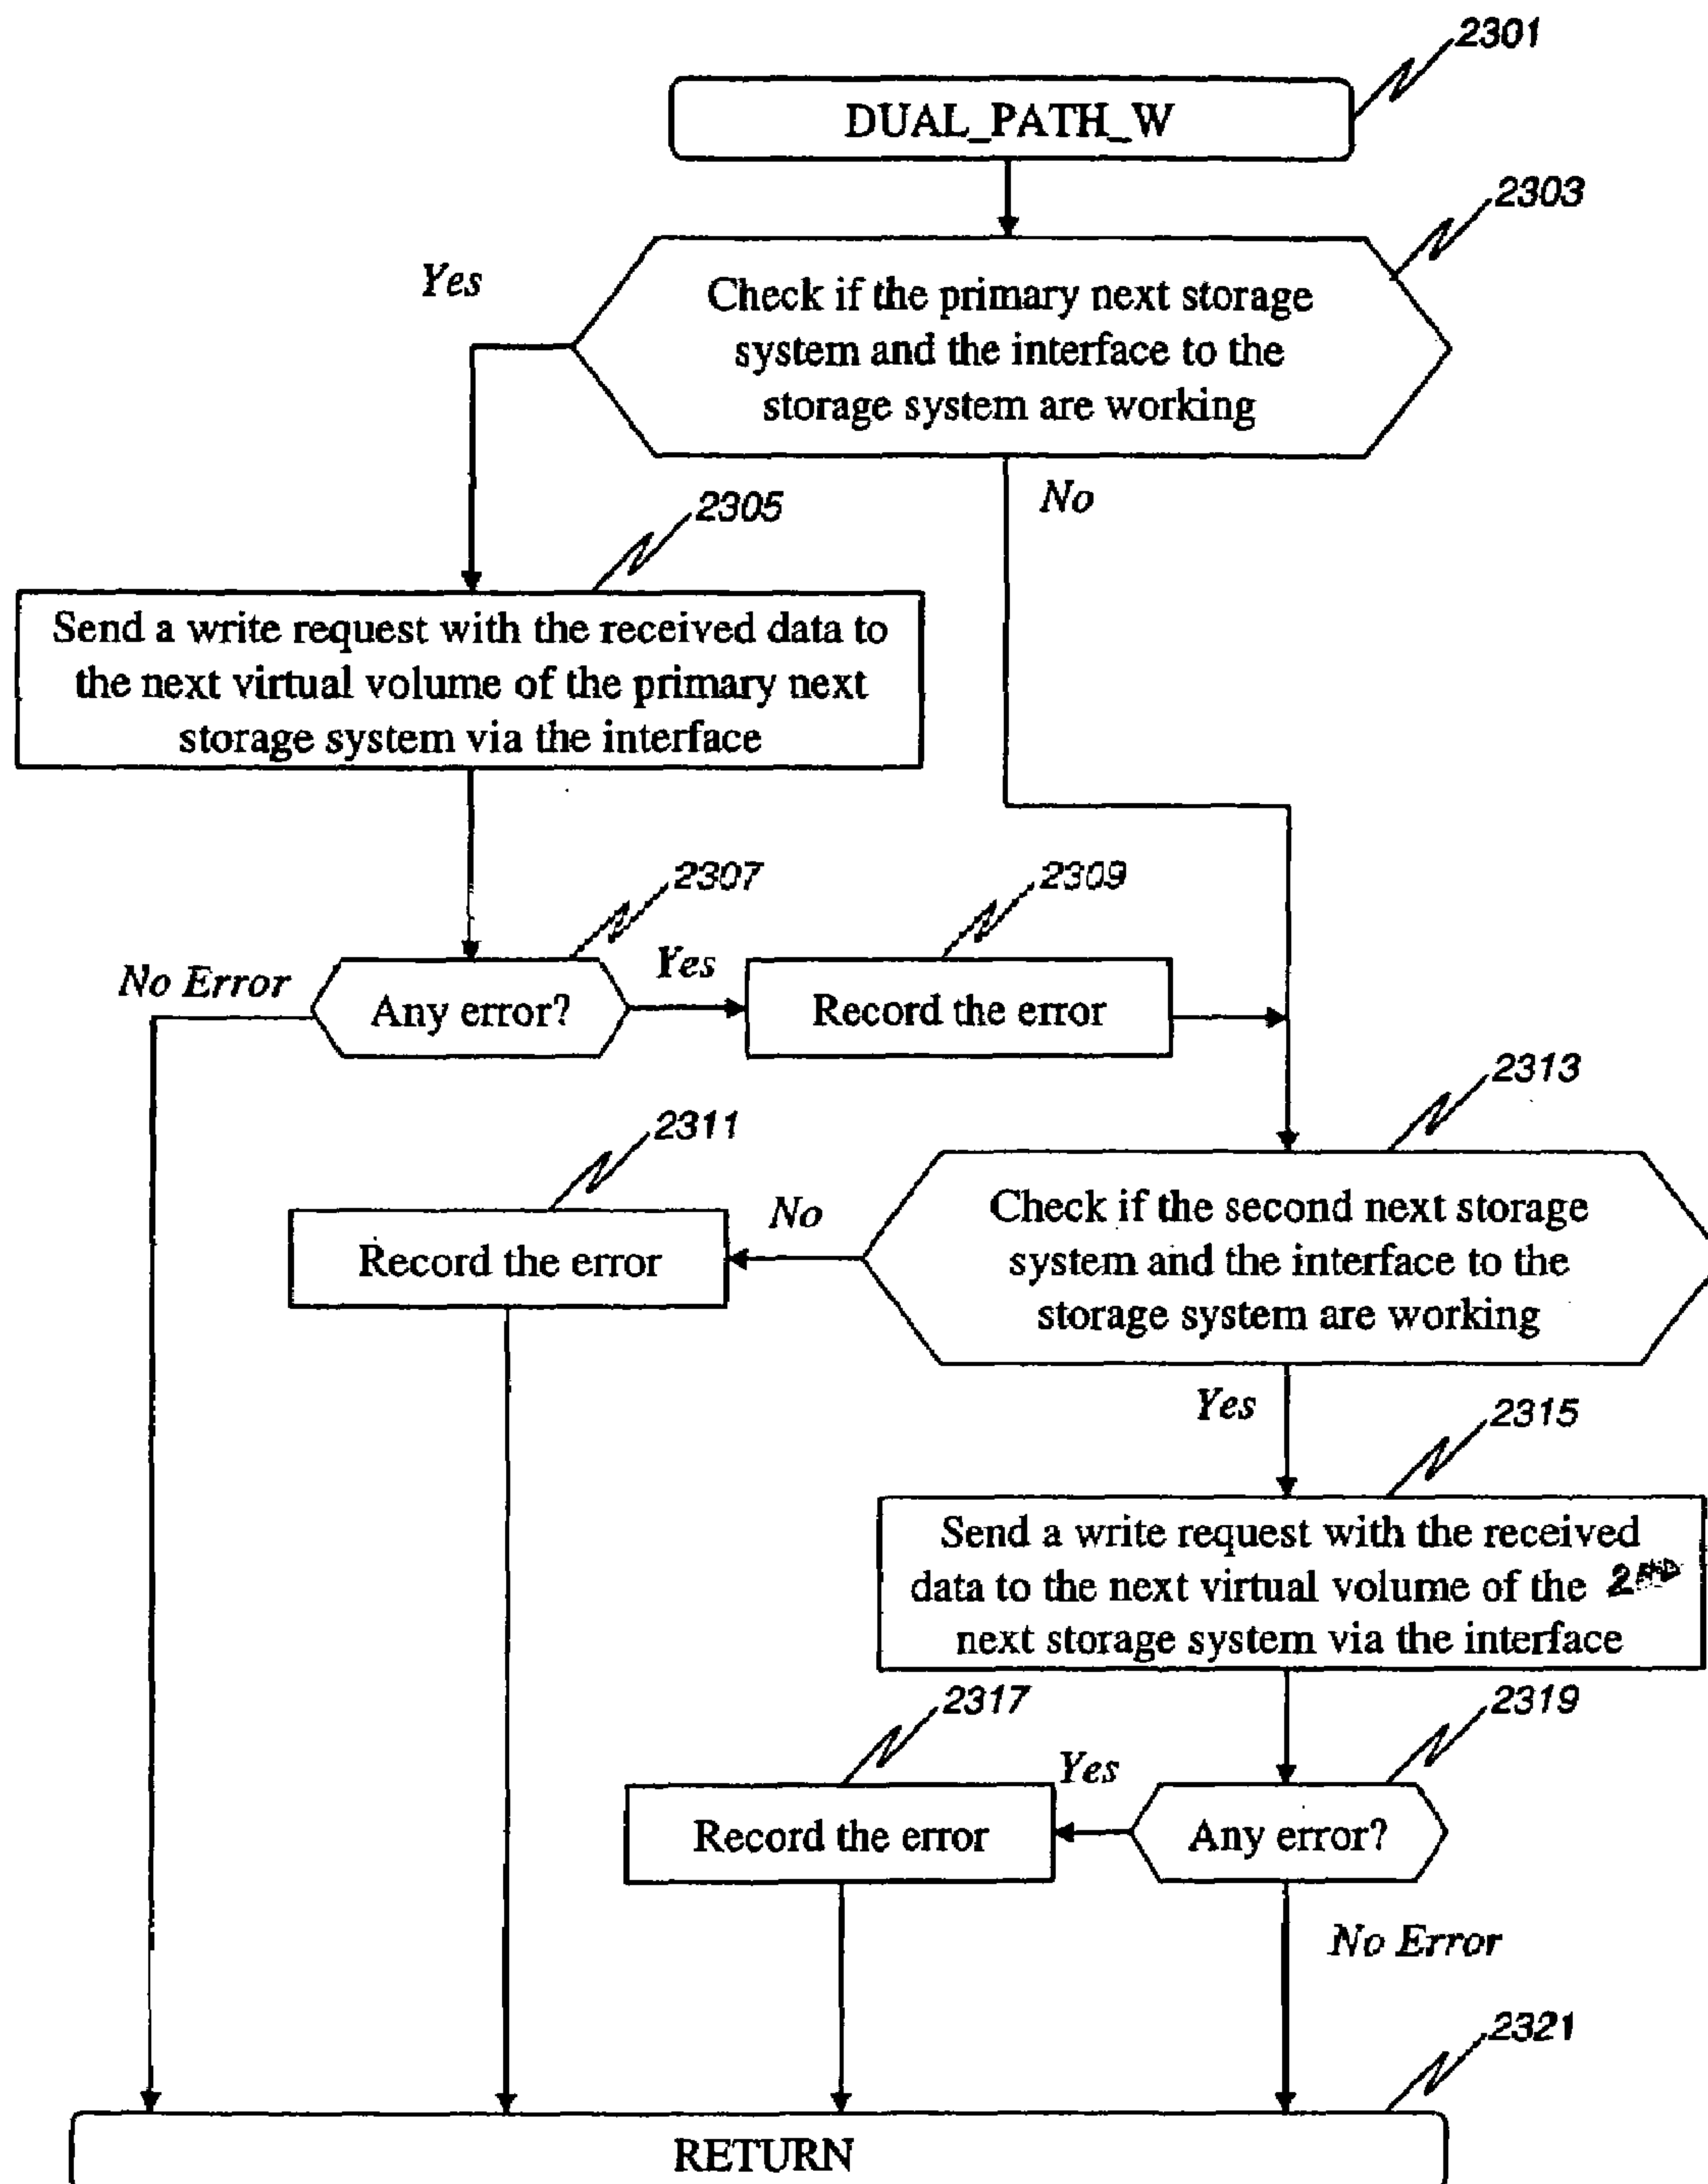 2301
DUAL_PATH_W
2303
Yes
Check if the primary next storage
system and the interface to the
storage system are working
No
2305
Send a write request with the received data to
the next virtual volume of the primary next
storage system via the interface
2307
2309
No Error
Any error?
Yes
Record the error
2313
2311
No
Record the error
Check if the second next storage
system and the interface to the
storage system are working
Yes
2315
Send a write request with the received
data to the next virtual volume of the 2ND
next storage system via the interface
2317
2319
Yes
Record the error
Any error?
No Error
2321
RETURN